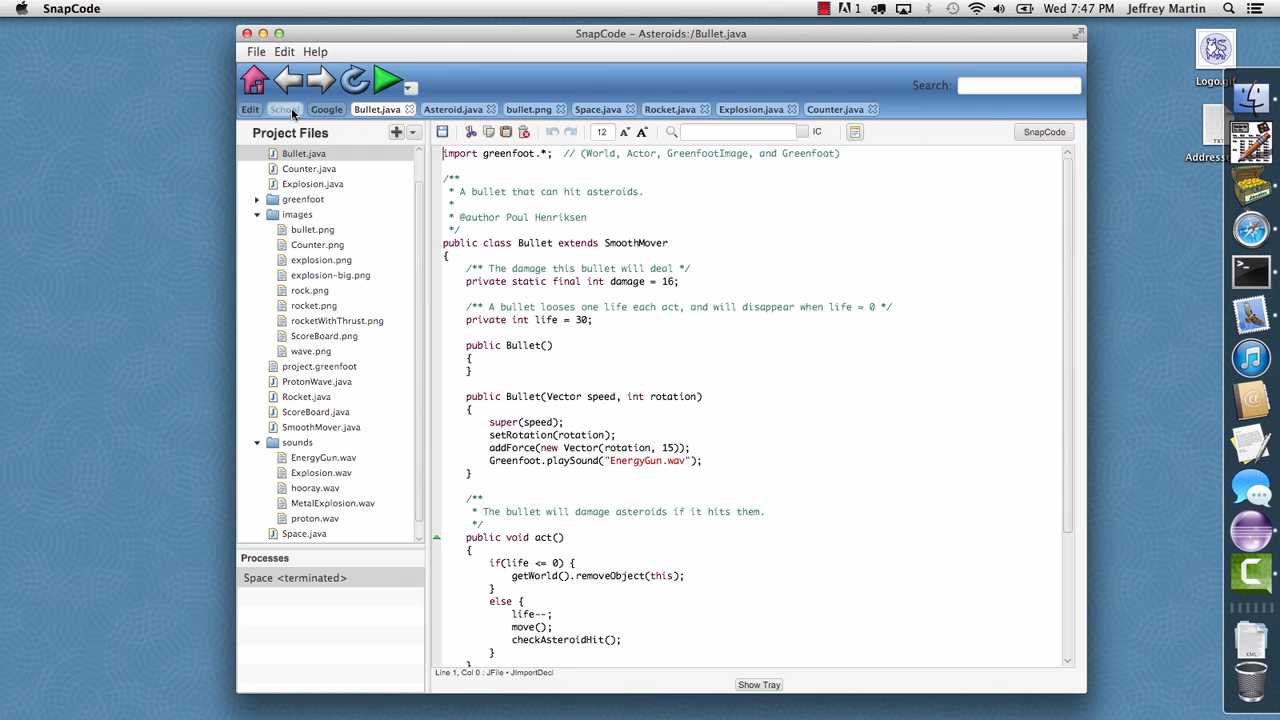 SnapCode
1
Wed 7:47 PM
Jeffrey Martin
SnapCode – Asteroids:/Bullet.java
File Edit Help
Search:
Edit School Google Bullet.java Asteroid.java bullet.png Space.java Rocket.java Explosion.java Counter.java
Project Files
12
IC
SnapCode
Bullet.java
Counter.java
Explosion.java
greenfoot
images
bullet.png
Counter.png
explosion.png
explosion-big.png
rock.png
rocket.png
rocketWithThrust.png
ScoreBoard.png
wave.png
project.greenfoot
ProtonWave.java
Rocket.java
ScoreBoard.java
SmoothMover.java
sounds
EnergyGun.wav
Explosion.wav
hooray.wav
MetalExplosion.wav
proton.wav
Space.java
Processes
Space <terminated>
import greenfoot.*;  // (World, Actor, GreenfootImage, and Greenfoot)
/**
 * A bullet that can hit asteroids.
 *
 * @author Poul Henriksen
 */
public class Bullet extends SmoothMover
{
    /** The damage this bullet will deal */
    private static final int damage = 16;
    /** A bullet looses one life each act, and will disappear when life = 0 */
    private int life = 30;
    public Bullet()
    {
    }
    public Bullet(Vector speed, int rotation)
    {
        super(speed);
        setRotation(rotation);
        addForce(new Vector(rotation, 15));
        Greenfoot.playSound("EnergyGun.wav");
    }
    /**
     * The bullet will damage asteroids if it hits them.
     */
    public void act()
    {
        if(life <= 0) {
            getWorld().removeObject(this);
        }
        else {
            life--;
            move();
            checkAsteroidHit();
        }
    }
Line 1, Col 0 : JFile • JImportDecl
Show Tray
Logo.gif
TXT
Addresse
XML